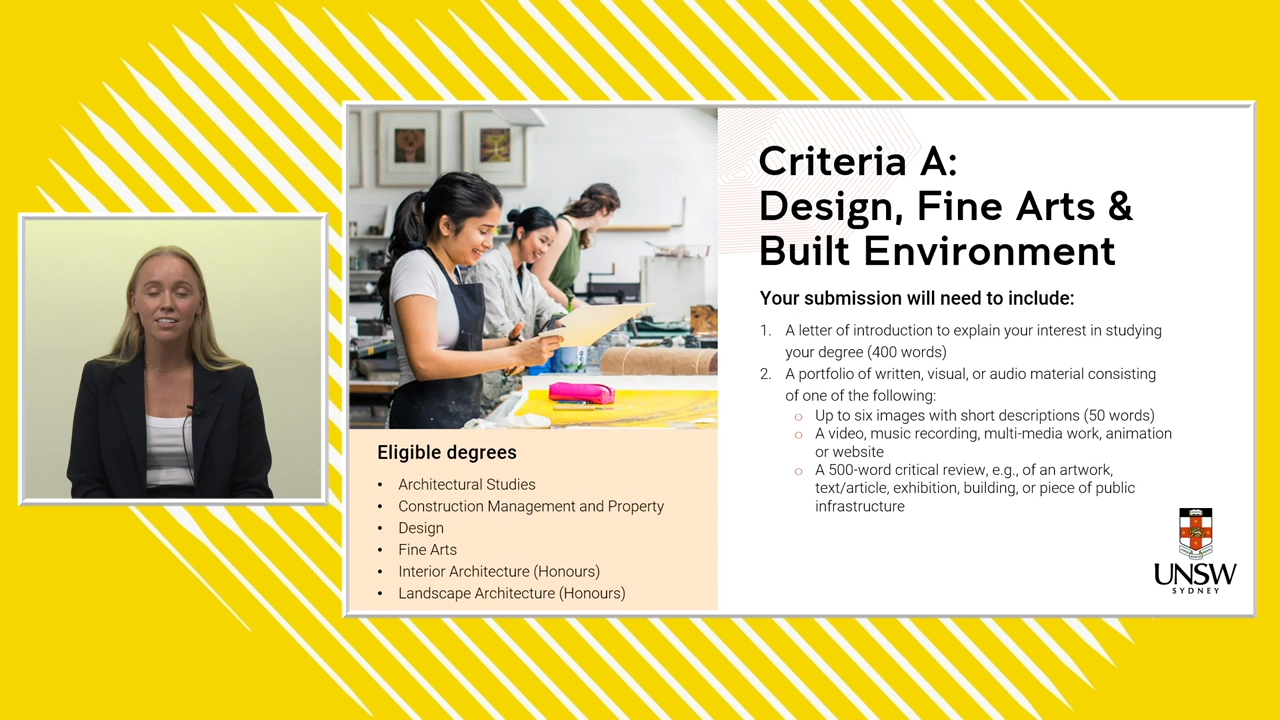 Criteria A:
Design, Fine Arts &
Built Environment
Your submission will need to include:
1. A letter of introduction to explain your interest in studying
your degree (400 words)
2. A portfolio of written, visual, or audio material consisting
of one of the following:
o Up to six images with short descriptions (50 words)
o A video, music recording, multi-media work, animation
or website
o A 500-word critical review, e.g., of an artwork,
text/article, exhibition, building, or piece of public
infrastructure
Eligible degrees
• Architectural Studies
• Construction Management and Property
• Design
• Fine Arts
• Interior Architecture (Honours)
• Landscape Architecture (Honours)
UNSW
SYDNEY